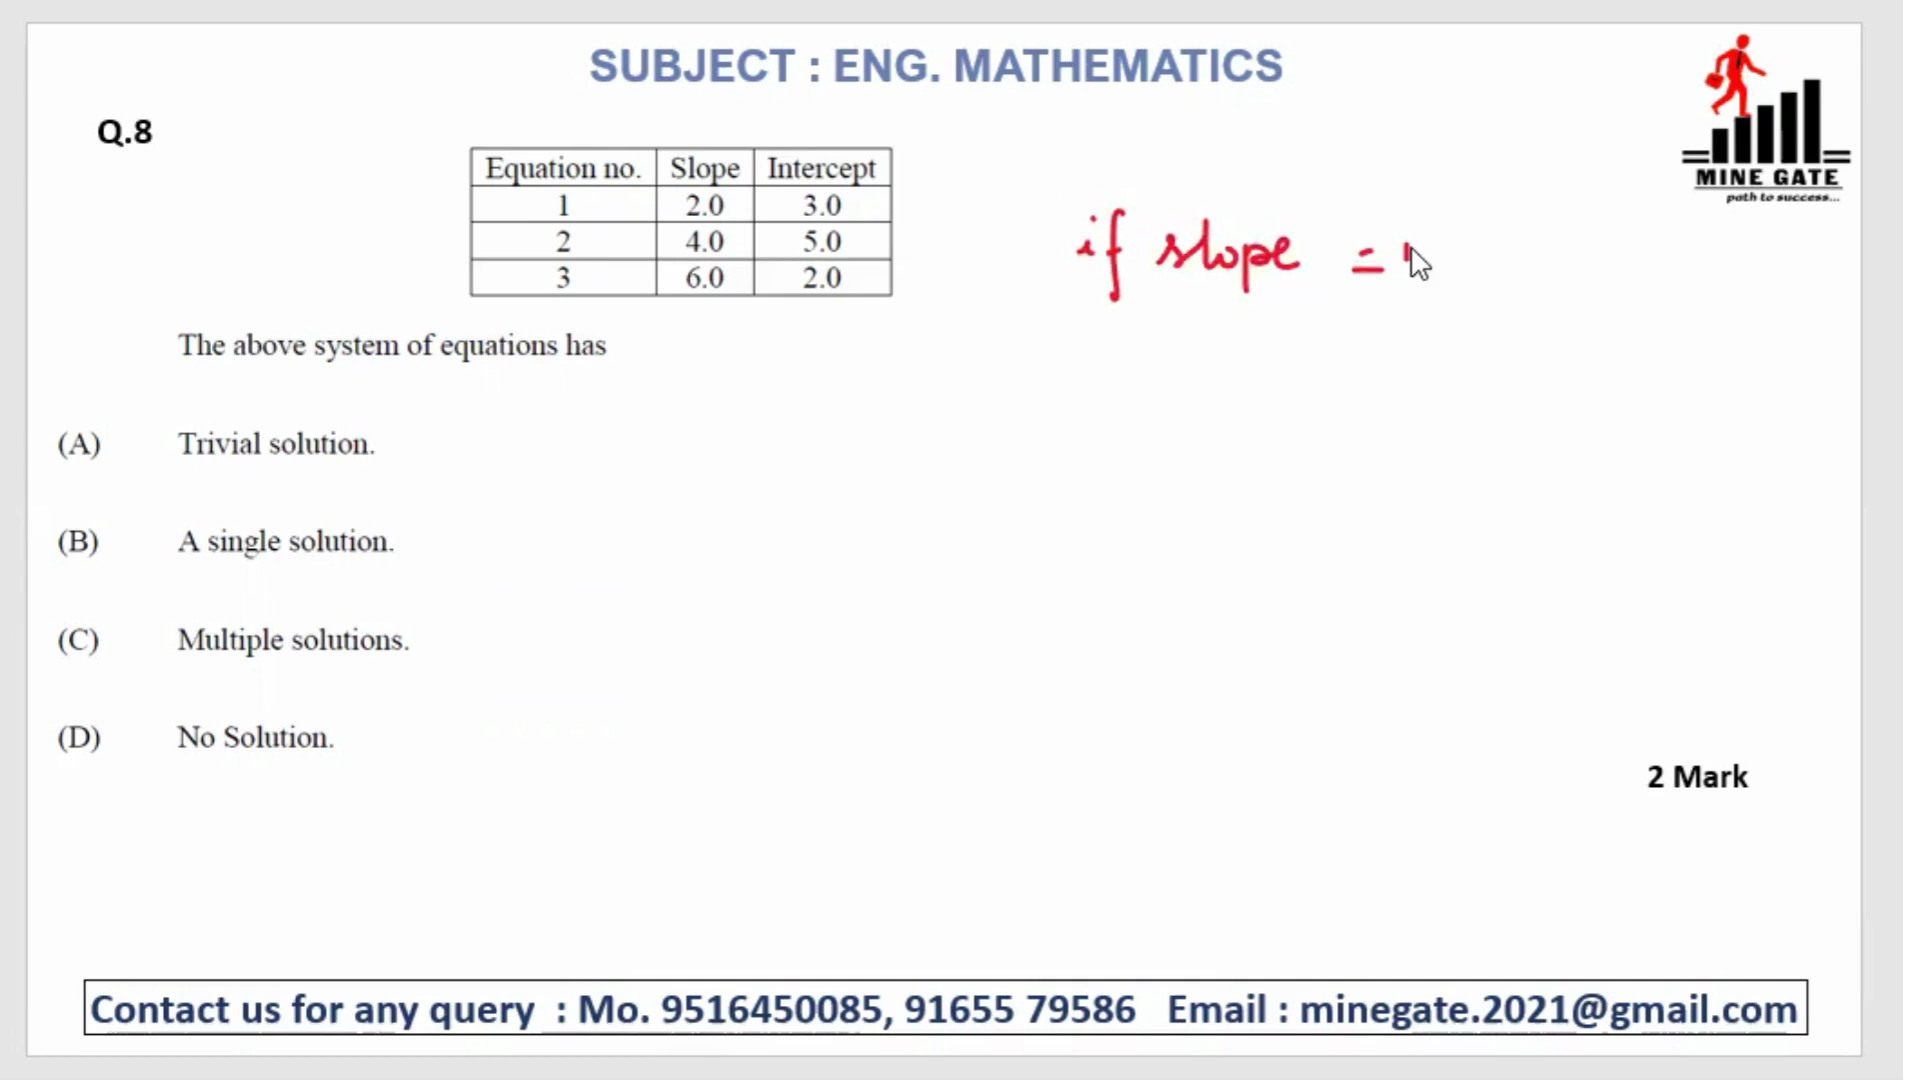 SUBJECT : ENG. MATHEMATICS
Q.8
Equation no. Slope Intercept
1 2.0 3.0
2 4.0 5.0
3 6.0 2.0
if slope =
MINE GATE
path to success...
The above system of equations has
(A) Trivial solution.
(B) A single solution.
(C) Multiple solutions.
(D) No Solution.
2 Mark
Contact us for any query : Mo. 9516450085, 91655 79586 Email : minegate.2021@gmail.com